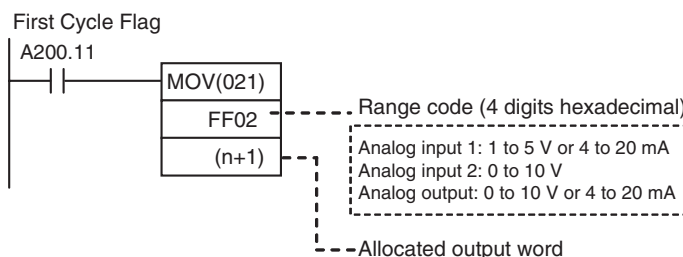 First Cycle Flag
A200.11
MOV(021)
FF02
(n+1)
Range code (4 digits hexadecimal)
Analog input 1: 1 to 5 V or 4 to 20 mA
Analog input 2: 0 to 10 V
Analog output: 0 to 10 V or 4 to 20 mA
Allocated output word